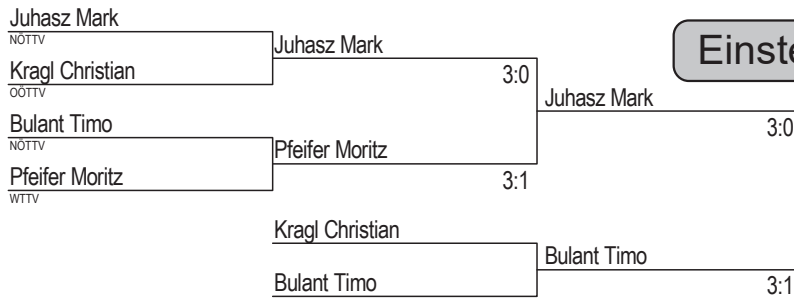 Juhasz Mark
NÖTTV
Juhasz Mark
Kragl Christian
3:0
OÖTTV
Juhasz Mark
Bulant Timo
3:0
NÖTTV
Pfeifer Moritz
Pfeifer Moritz
3:1
WTTV
Kragl Christian
Bulant Timo
Bulant Timo
3:1